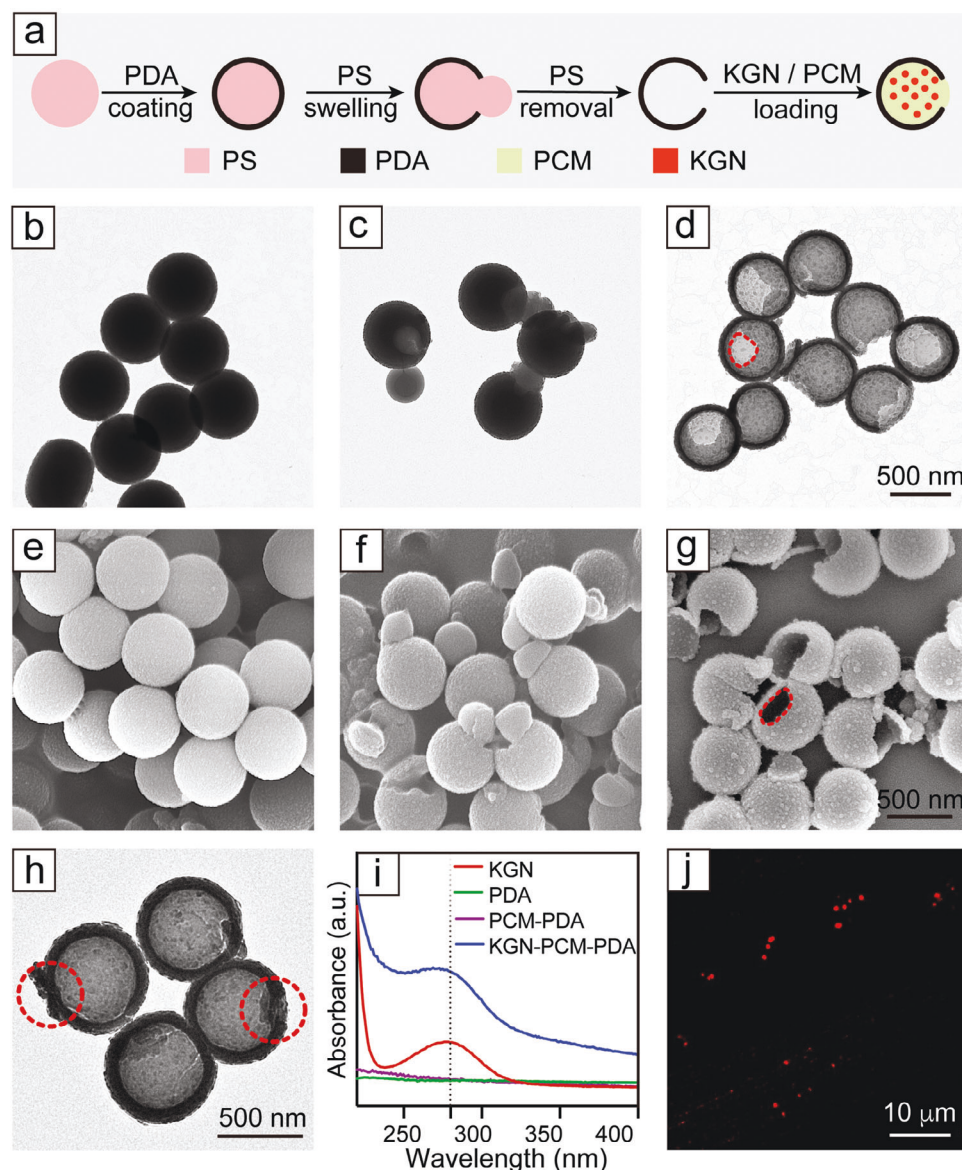 a
PDA
coating
PS
swelling
PS
removal
KGN / PCM
loading
PS
PDA
PCM
KGN
b
c
d
500 nm
e
f
g
500 nm
h
500 nm
i
KGN
PDA
PCM-PDA
KGN-PCM-PDA
Absorbance (a.u.)
250 300 350 400
Wavelength (nm)
j
10 µm